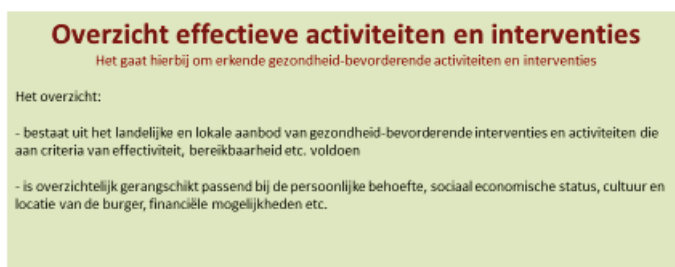 Overzicht effectieve activiteiten en interventies
Het gaat hierbij om erkende gezondheid-bevorderende activiteiten en interventies
Het overzicht:
- bestaat uit het landelijke en lokale aanbod van gezondheid-bevorderende interventies en activiteiten die
aan criteria van effectiviteit, bereikbaarheid etc. voldoen
- is overzichtelijk gerangschikt passend bij de persoonlijke behoefte, sociaal economische status, cultuur en
locatie van de burger, financiële mogelijkheden etc.